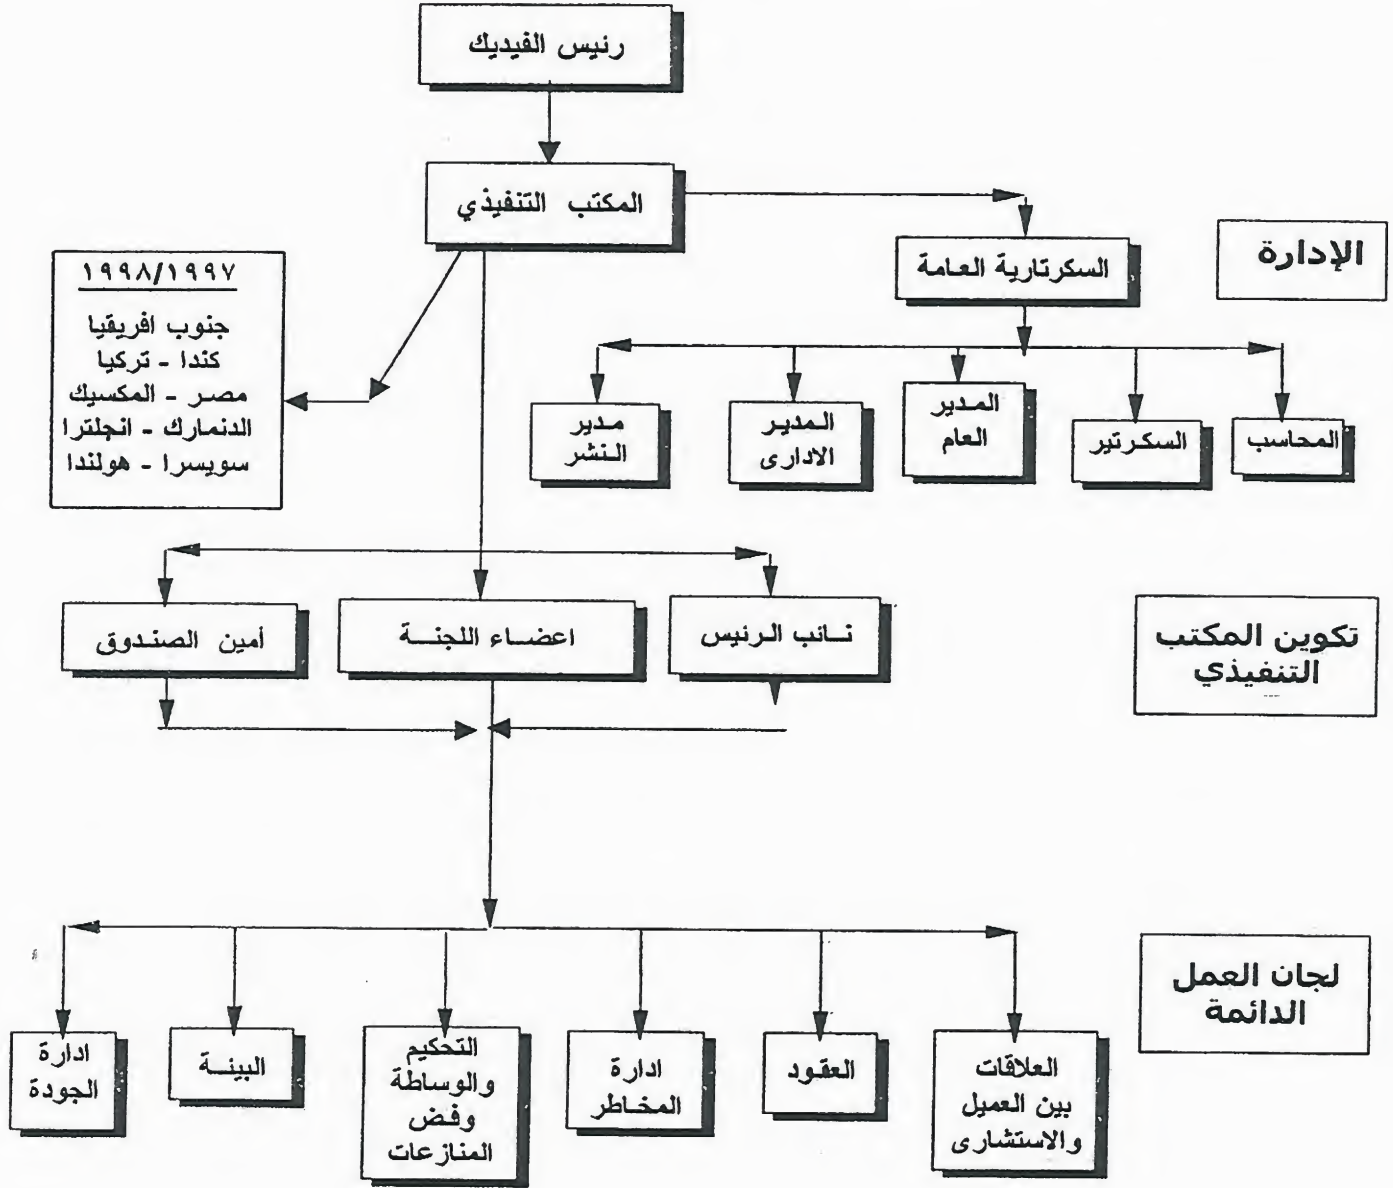 رئيس الفيديك
المكتب التنفيذي
السكرتارية العامة
الإدارة
١٩٩٨/١٩٩٧
جنوب افريقيا
كندا - تركيا
مصر - المكسيك
الدنمارك - انجلترا
سويسرا - هولندا
المحاسب
السكرتير
المدير
العام
المدير
الادارى
مدير
النشر
نائب الرئيس
اعضاء اللجنة
أمين الصندوق
تكوين المكتب
التنفيذي
لجان العمل
الدائمة
العلاقات
بين العميل
والاستشارى
العقود
ادارة
المخاطر
التحكيم
والوساطة
وفض
المنازعات
البيئة
ادارة
الجودة